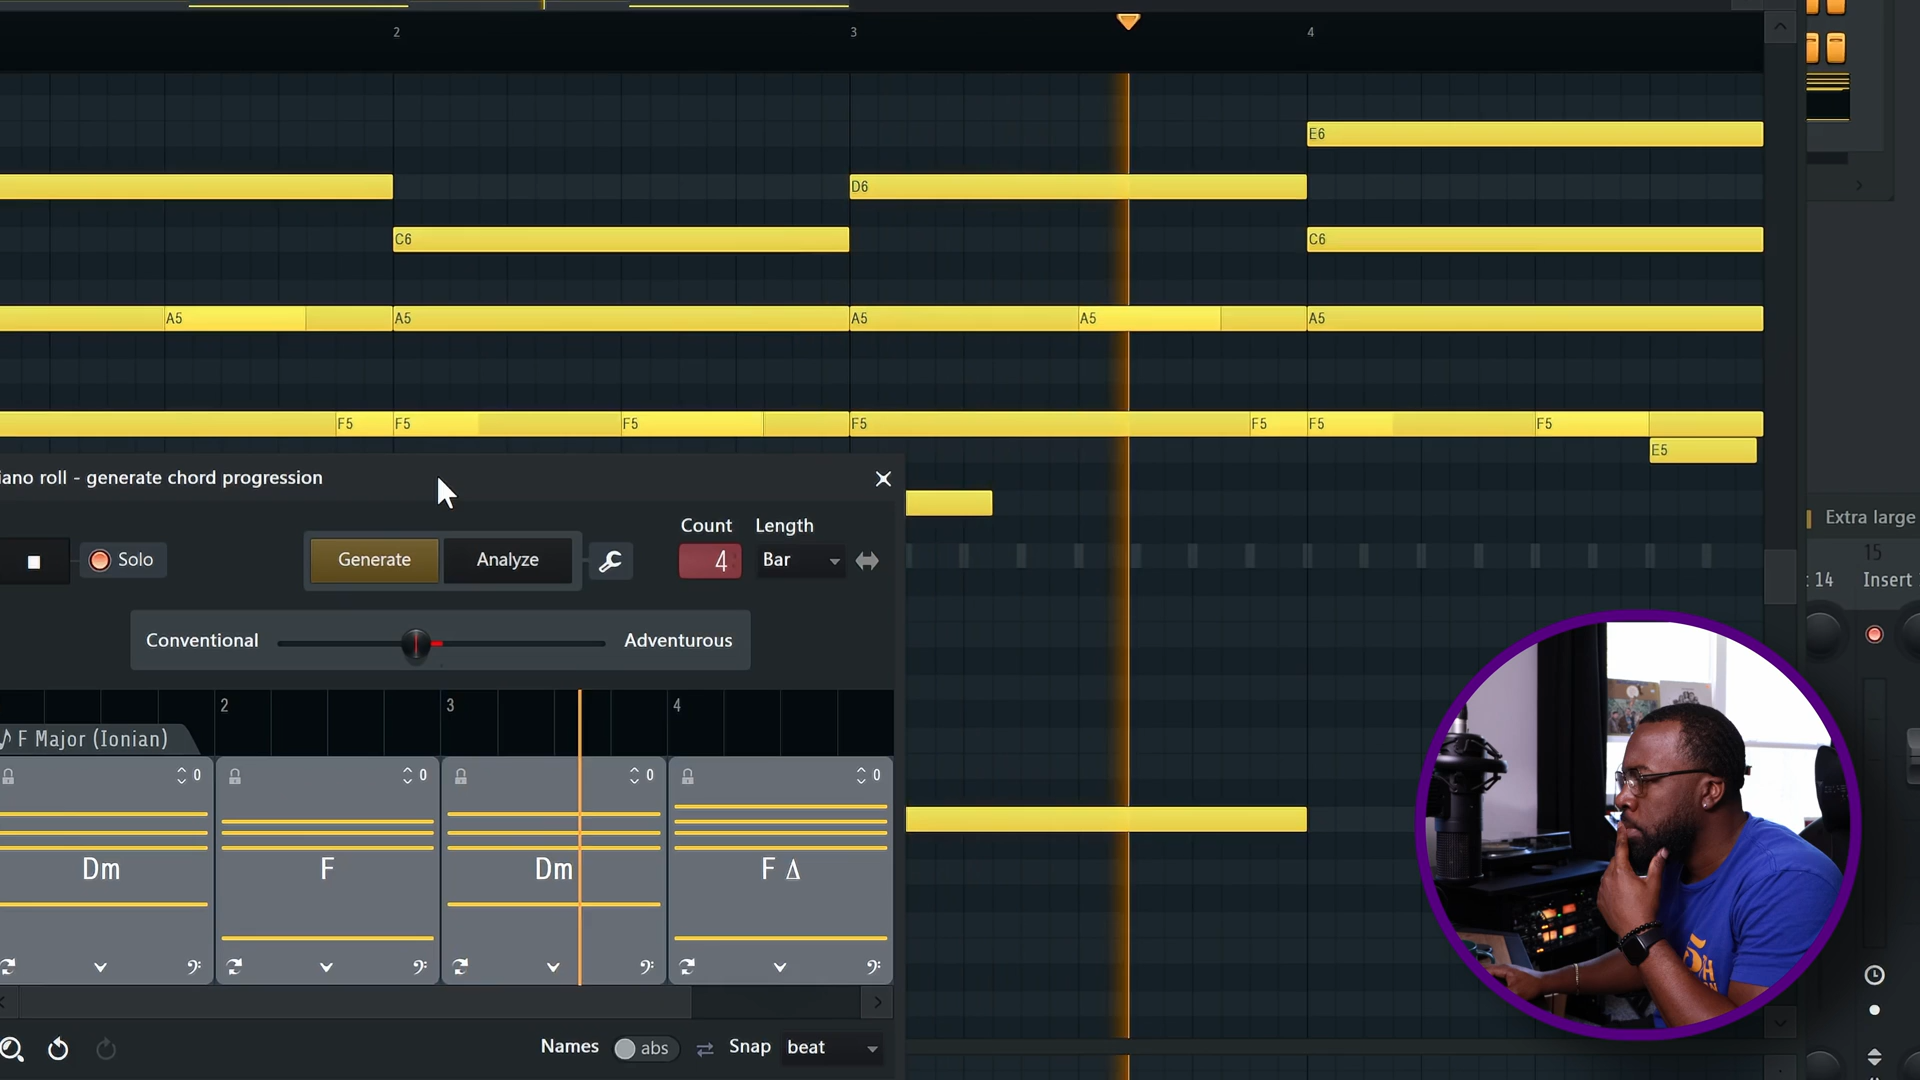 2 3 4
E6
D6
C6 C6
A5 A5 A5 A5 A5
F5 F5 F5 F5 F5 F5 F5
E5
iano roll - generate chord progression
Count Length
Solo Generate Analyze 4 Bar
Conventional Adventurous
2 3 4
F Major (Ionian)
0 0 0 0
Dm F Dm F Δ
Names abs Snap beat
Extra large
15
14 Insert